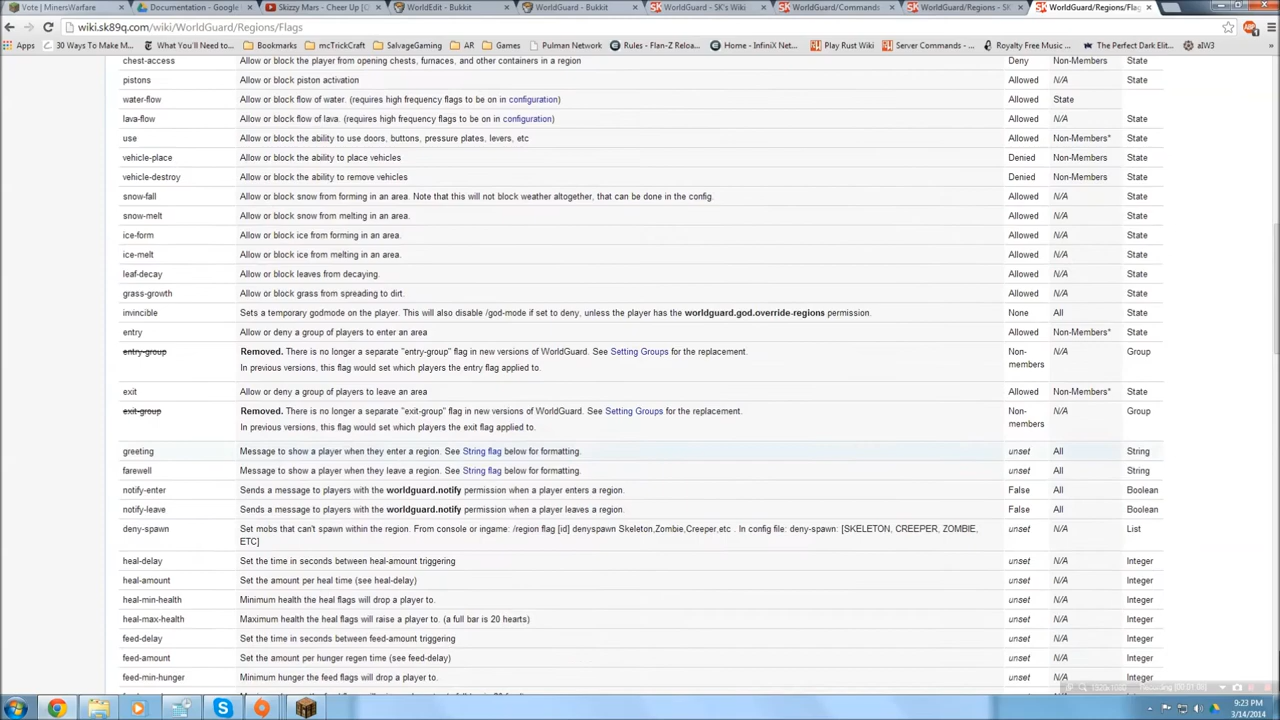 Vote | MinersWarfare
Documentation - Google
Skizzy Mars - Cheer Up
WorldEdit - Bukkit
WorldGuard - Bukkit
WorldGuard - SK's Wiki
WorldGuard/Commands
WorldGuard/Regions - SK
WorldGuard/Regions/Flag
wiki.sk89q.com/wiki/WorldGuard/Regions/Flags
Apps 30 Ways To Make M... What You'll Need T... Bookmarks mcTrickCraft SalvageGaming AR Games Pulman Network Rules - Flan-Z Reloa... Home - InfiniX Net... Play Rust Wiki Server Commands - Royalty Free Music ... The Perfect Dark Elit... aIW3
chest-access Allow or block the player from opening chests, furnaces, and other containers in a region Deny Non-Members State
pistons Allow or block piston activation Allowed N/A State
water-flow Allow or block flow of water. (requires high frequency flags to be on in configuration) Allowed State
lava-flow Allow or block flow of lava. (requires high frequency flags to be on in configuration) Allowed N/A State
use Allow or block the ability to use doors, buttons, pressure plates, levers, etc Allowed Non-Members* State
vehicle-place Allow or block the ability to place vehicles Denied Non-Members State
vehicle-destroy Allow or block the ability to remove vehicles Denied Non-Members State
snow-fall Allow or block snow from forming in an area. Note that this will not block weather altogether, that can be done in the config. Allowed N/A State
snow-melt Allow or block snow from melting in an area. Allowed N/A State
ice-form Allow or block ice from forming in an area. Allowed N/A State
ice-melt Allow or block ice from melting in an area. Allowed N/A State
leaf-decay Allow or block leaves from decaying. Allowed N/A State
grass-growth Allow or block grass from spreading to dirt. Allowed N/A State
invincible Sets a temporary godmode on the player. This will also disable /god-mode if set to deny, unless the player has the worldguard.god.override-regions permission. None All State
entry Allow or deny a group of players to enter an area Allowed Non-Members* State
entry-group Removed. There is no longer a separate "entry-group" flag in new versions of WorldGuard. See Setting Groups for the replacement. Non- N/A Group
In previous versions, this flag would set which players the entry flag applied to. members
exit Allow or deny a group of players to leave an area Allowed Non-Members* State
exit-group Removed. There is no longer a separate "exit-group" flag in new versions of WorldGuard. See Setting Groups for the replacement. Non- N/A Group
In previous versions, this flag would set which players the exit flag applied to. members
greeting Message to show a player when they enter a region. See String flag below for formatting. unset All String
farewell Message to show a player when they leave a region. See String flag below for formatting. unset All String
notify-enter Sends a message to players with the worldguard.notify permission when a player enters a region. False All Boolean
notify-leave Sends a message to players with the worldguard.notify permission when a player leaves a region. False All Boolean
deny-spawn Set mobs that can't spawn within the region. From console or ingame: /region flag [id] denyspawn Skeleton,Zombie,Creeper,etc . In config file: deny-spawn: [SKELETON, CREEPER, ZOMBIE, unset N/A List
ETC]
heal-delay Set the time in seconds between heal-amount triggering unset N/A Integer
heal-amount Set the amount per heal time (see heal-delay) unset N/A Integer
heal-min-health Minimum health the heal flags will drop a player to. unset N/A Integer
heal-max-health Maximum health the heal flags will raise a player to. (a full bar is 20 hearts) unset N/A Integer
feed-delay Set the time in seconds between feed-amount triggering unset N/A Integer
feed-amount Set the amount per hunger regen time (see feed-delay) unset N/A Integer
feed-min-hunger Minimum hunger the feed flags will drop a player to. unset N/A Integer
Recording [00:01:08]
9:23 PM
3/14/2014